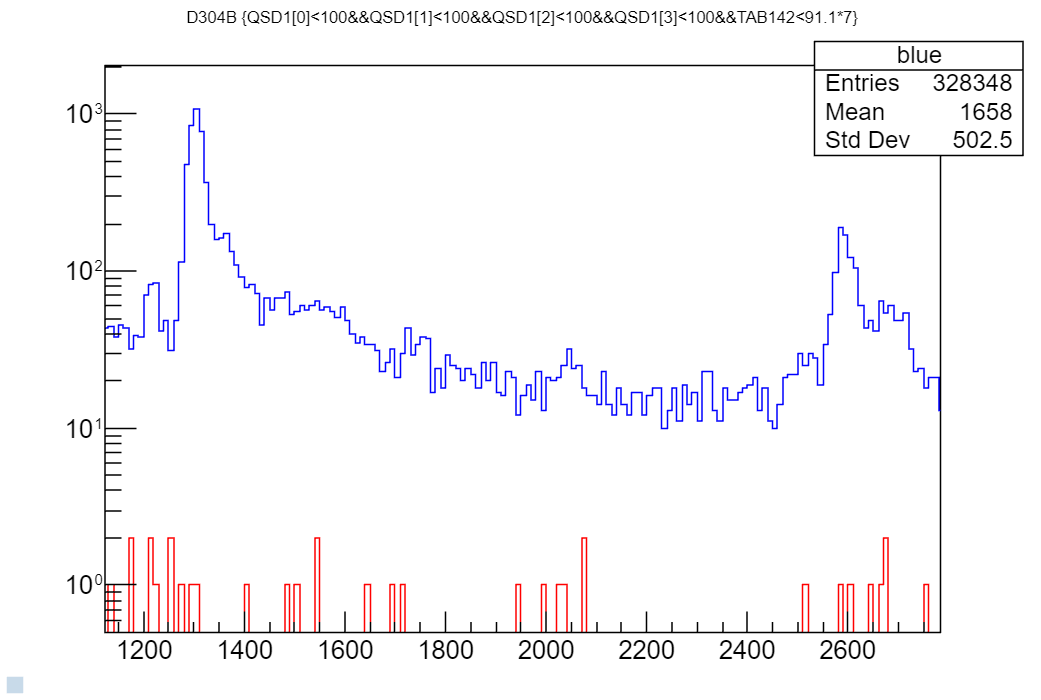 D304B {QSD1[0]<100&&QSD1[1]<100&&QSD1[2]<100&&QSD1[3]<100&&TAB142<91.1*7}
blue
Entries 328348
Mean 1658
Std Dev 502.5
10³
10²
10¹
10⁰
1200 1400 1600 1800 2000 2200 2400 2600